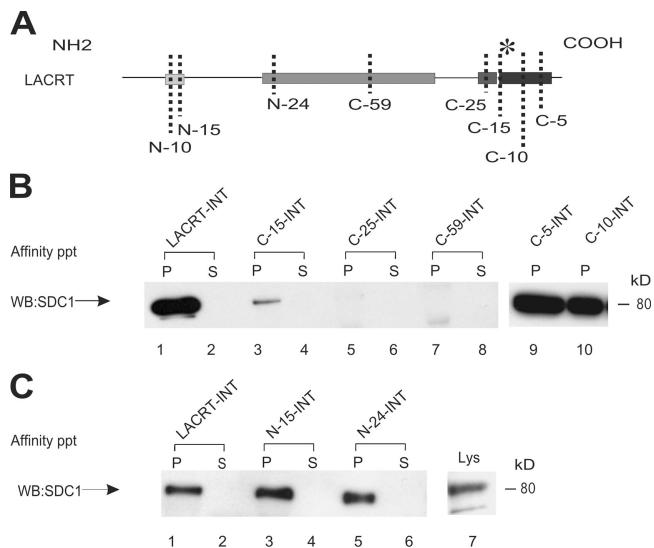 A
NH2
*
COOH
LACRT
N-24
C-59
C-25
N-15
C-15
C-5
N-10
C-10
B
LACRT-INT
C-15-INT
C-25-INT
C-59-INT
C-5-INT
C-10-INT
Affinity ppt
P S P S P S P S P P
kD
WB:SDC1
80
1 2 3 4 5 6 7 8 9 10
C
LACRT-INT
N-15-INT
N-24-INT
Affinity ppt
P S P S P S Lys
kD
WB:SDC1
80
1 2 3 4 5 6 7